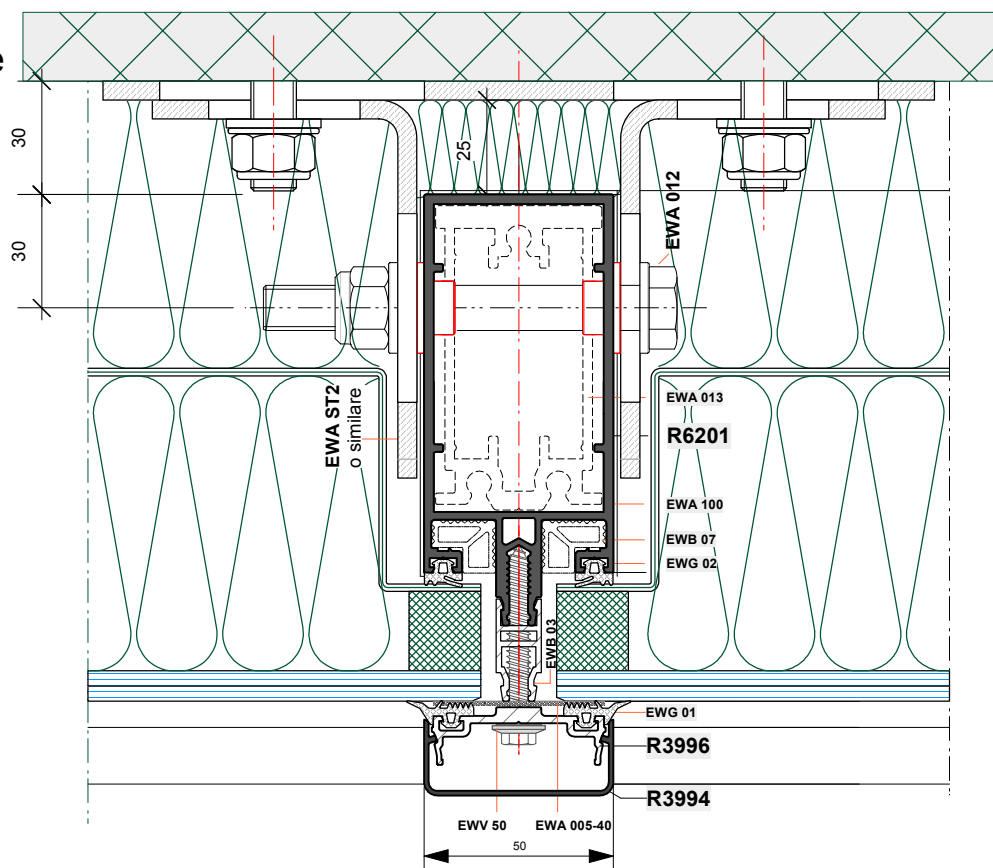 e
30
25
30
EWA 012
EWA ST2
o similare
EWA 013
R6201
EWA 100
EWB 07
EWG 02
EWB 03
EWG 01
R3996
R3994
EWV 50
EWA 005-40
50